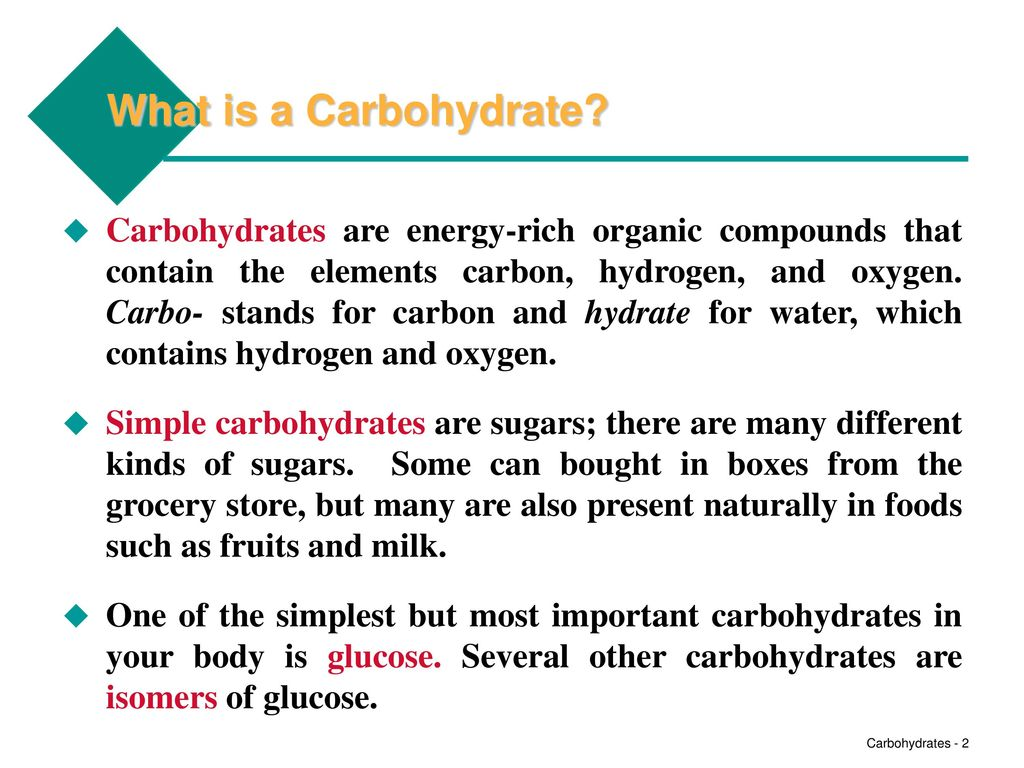 What is a Carbohydrate?
Carbohydrates are energy-rich organic compounds that
contain the elements carbon, hydrogen, and oxygen.
Carbo- stands for carbon and hydrate for water, which
contains hydrogen and oxygen.
Simple carbohydrates are sugars; there are many different
kinds of sugars.  Some can bought in boxes from the
grocery store, but many are also present naturally in foods
such as fruits and milk.
One of the simplest but most important carbohydrates in
your body is glucose. Several other carbohydrates are
isomers of glucose.
Carbohydrates - 2